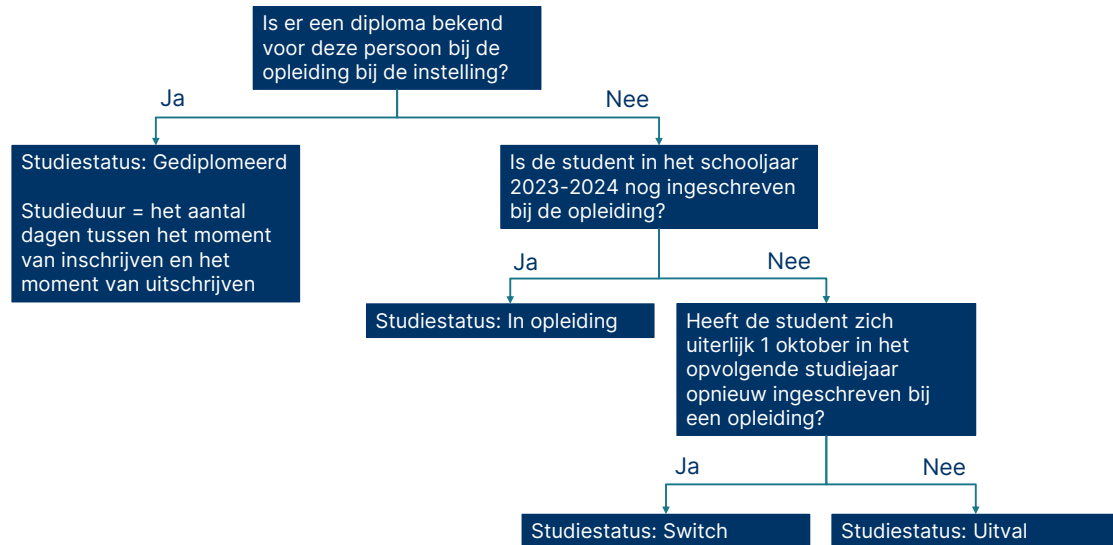 Is er een diploma bekend
voor deze persoon bij de
opleiding bij de instelling?
Ja
Nee
Studiestatus: Gediplomeerd
Studieduur = het aantal
dagen tussen het moment
van inschrijven en het
moment van uitschrijven
Is de student in het schooljaar
2023-2024 nog ingeschreven
bij de opleiding?
Ja
Nee
Studiestatus: In opleiding
Heeft de student zich
uiterlijk 1 oktober in het
opvolgende studiejaar
opnieuw ingeschreven bij
een opleiding?
Ja
Nee
Studiestatus: Switch
Studiestatus: Uitval